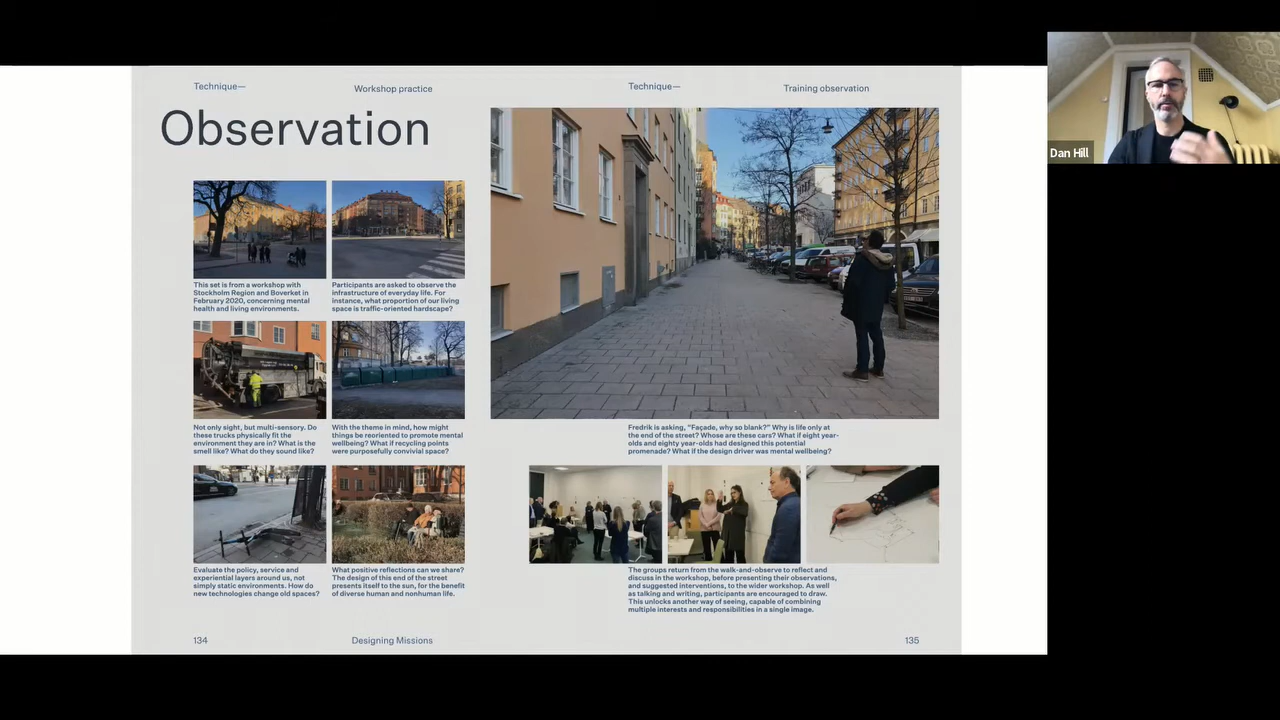 Technique—
Workshop practice
Technique—
Training observation
Observation
This set is from a workshop with
Stockholm Region and Boverket in
February 2020, concerning mental
health and living environments.
Participants are asked to observe the
infrastructure of everyday life. For
instance, what proportion of our living
space is traffic-oriented hardscape?
Not only sight, but multi-sensory. Do
these trucks physically fit the
environment they are in? What is the
smell like? What do they sound like?
With the theme in mind, how might
things be reoriented to promote mental
wellbeing? What if recycling points
were purposefully convivial space?
Evaluate the policy, service and
experiential layers around us, not
simply static environments. How do
new technologies change old spaces?
What positive reflections can we share?
The design of this end of the street
presents itself to the sun, for the benefit
of diverse human and nonhuman life.
Fredrik is asking, "Façade, why so blank?" Why is life only at
the end of the street? Whose are these cars? What if eight year-
olds and eighty year-olds had designed this potential
promenade? What if the design driver was mental wellbeing?
The groups return from the walk-and-observe to reflect and
discuss in the workshop, before presenting their observations,
and suggested interventions, to the wider workshop. As well
as talking and writing, participants are encouraged to draw.
This unlocks another way of seeing, capable of combining
multiple interests and responsibilities in a single image.
134
Designing Missions
135
Dan Hill